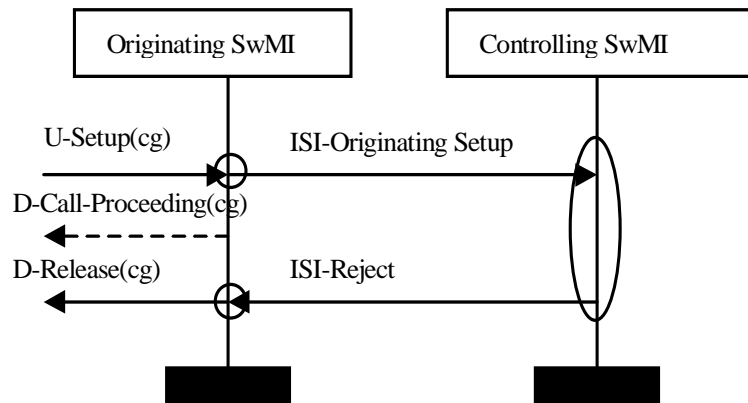 Originating SwMI
Controlling SwMI
U-Setup(cg)
ISI-Originating Setup
D-Call-Proceeding(cg)
D-Release(cg)
ISI-Reject